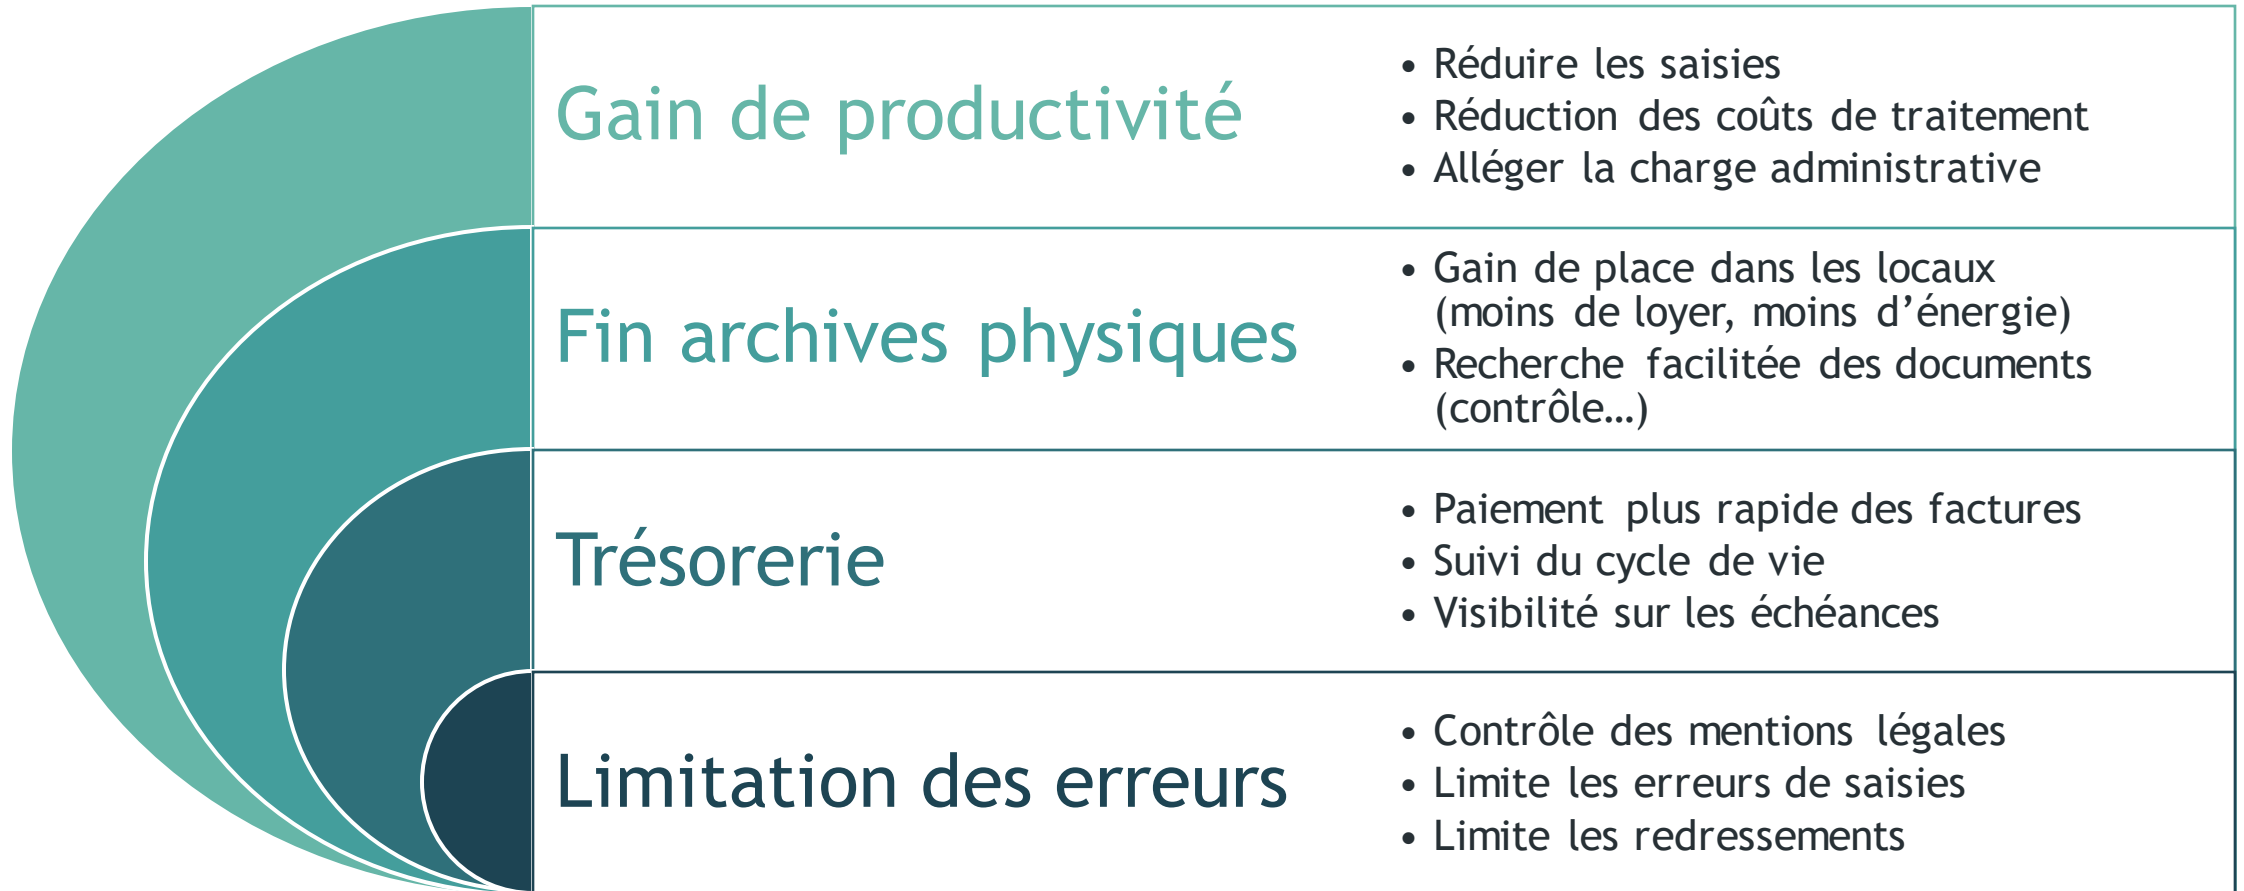 Gain de productivité
• Réduire les saisies
• Réduction des coûts de traitement
• Alléger la charge administrative
Fin archives physiques
• Gain de place dans les locaux
(moins de loyer, moins d’énergie)
• Recherche facilitée des documents
(contrôle…)
Trésorerie
• Paiement plus rapide des factures
• Suivi du cycle de vie
• Visibilité sur les échéances
Limitation des erreurs
• Contrôle des mentions légales
• Limite les erreurs de saisies
• Limite les redressements